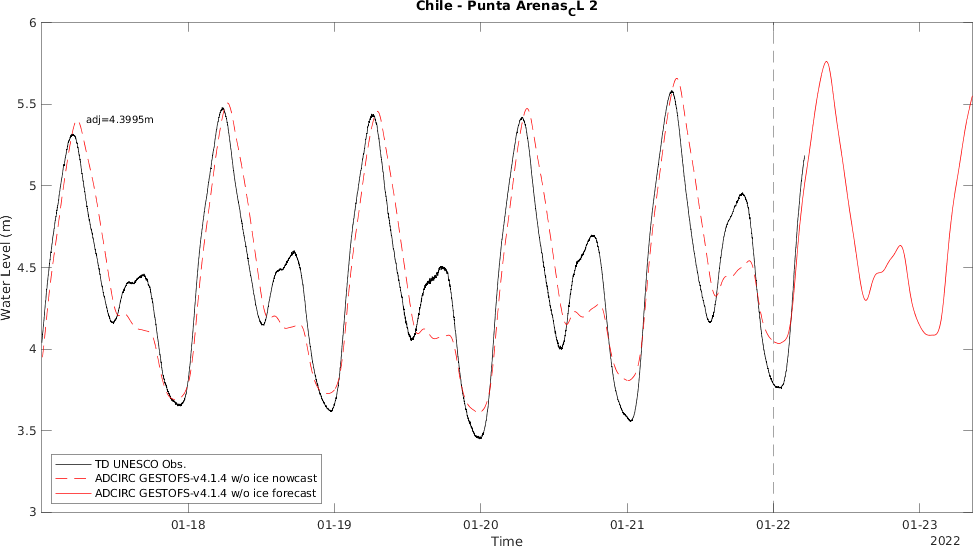 Chile - Punta Arenas_CL 2
6
5.5
5
4.5
4
3.5
3
Water Level (m)
adj=4.3995m
TD UNESCO Obs.
ADCIRC GESTOFS-v4.1.4 w/o ice nowcast
ADCIRC GESTOFS-v4.1.4 w/o ice forecast
01-18
01-19
01-20
01-21
01-22
01-23
Time
2022